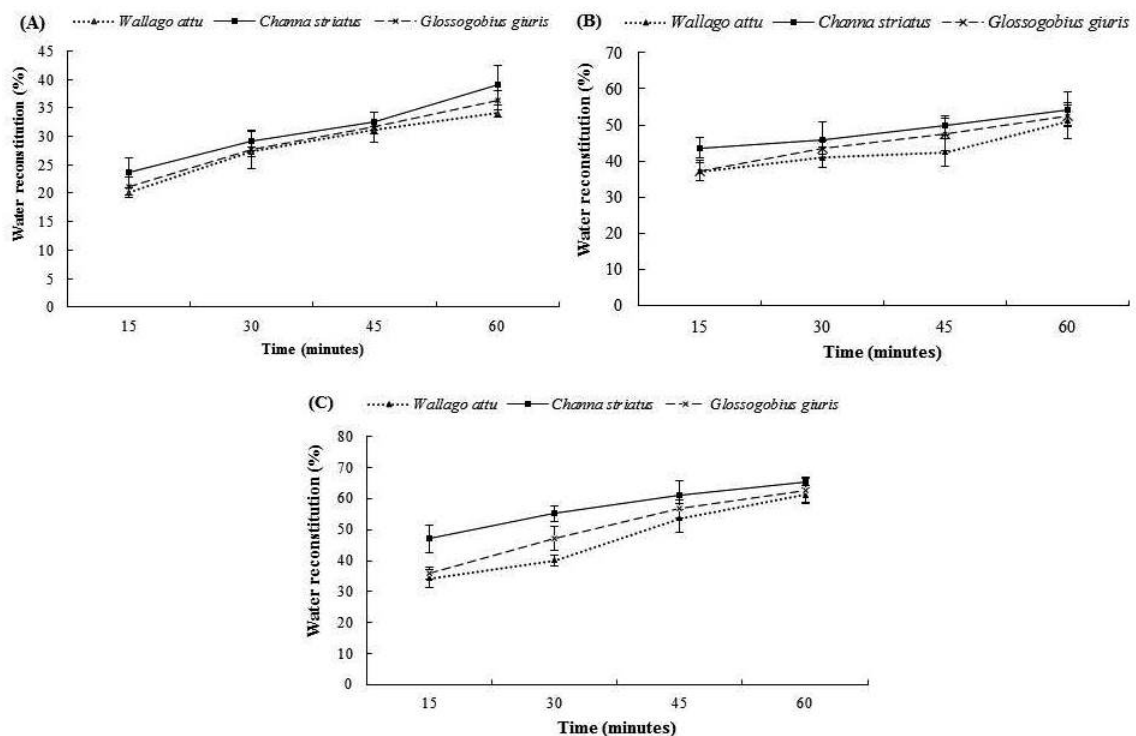 (A)
Wallago attu Channa striatus Glossogobius giuris
Water reconstitution (%)
45
40
35
30
25
20
15
10
5
0
15 30 45 60
Time (minutes)
(B)
Wallago attu Channa striatus Glossogobius giuris
Water reconstitution (%)
70
60
50
40
30
20
10
0
15 30 45 60
Time (minutes)
(C)
Wallago attu Channa striatus Glossogobius giuris
Water reconstitution (%)
80
70
60
50
40
30
20
10
0
15 30 45 60
Time (minutes)